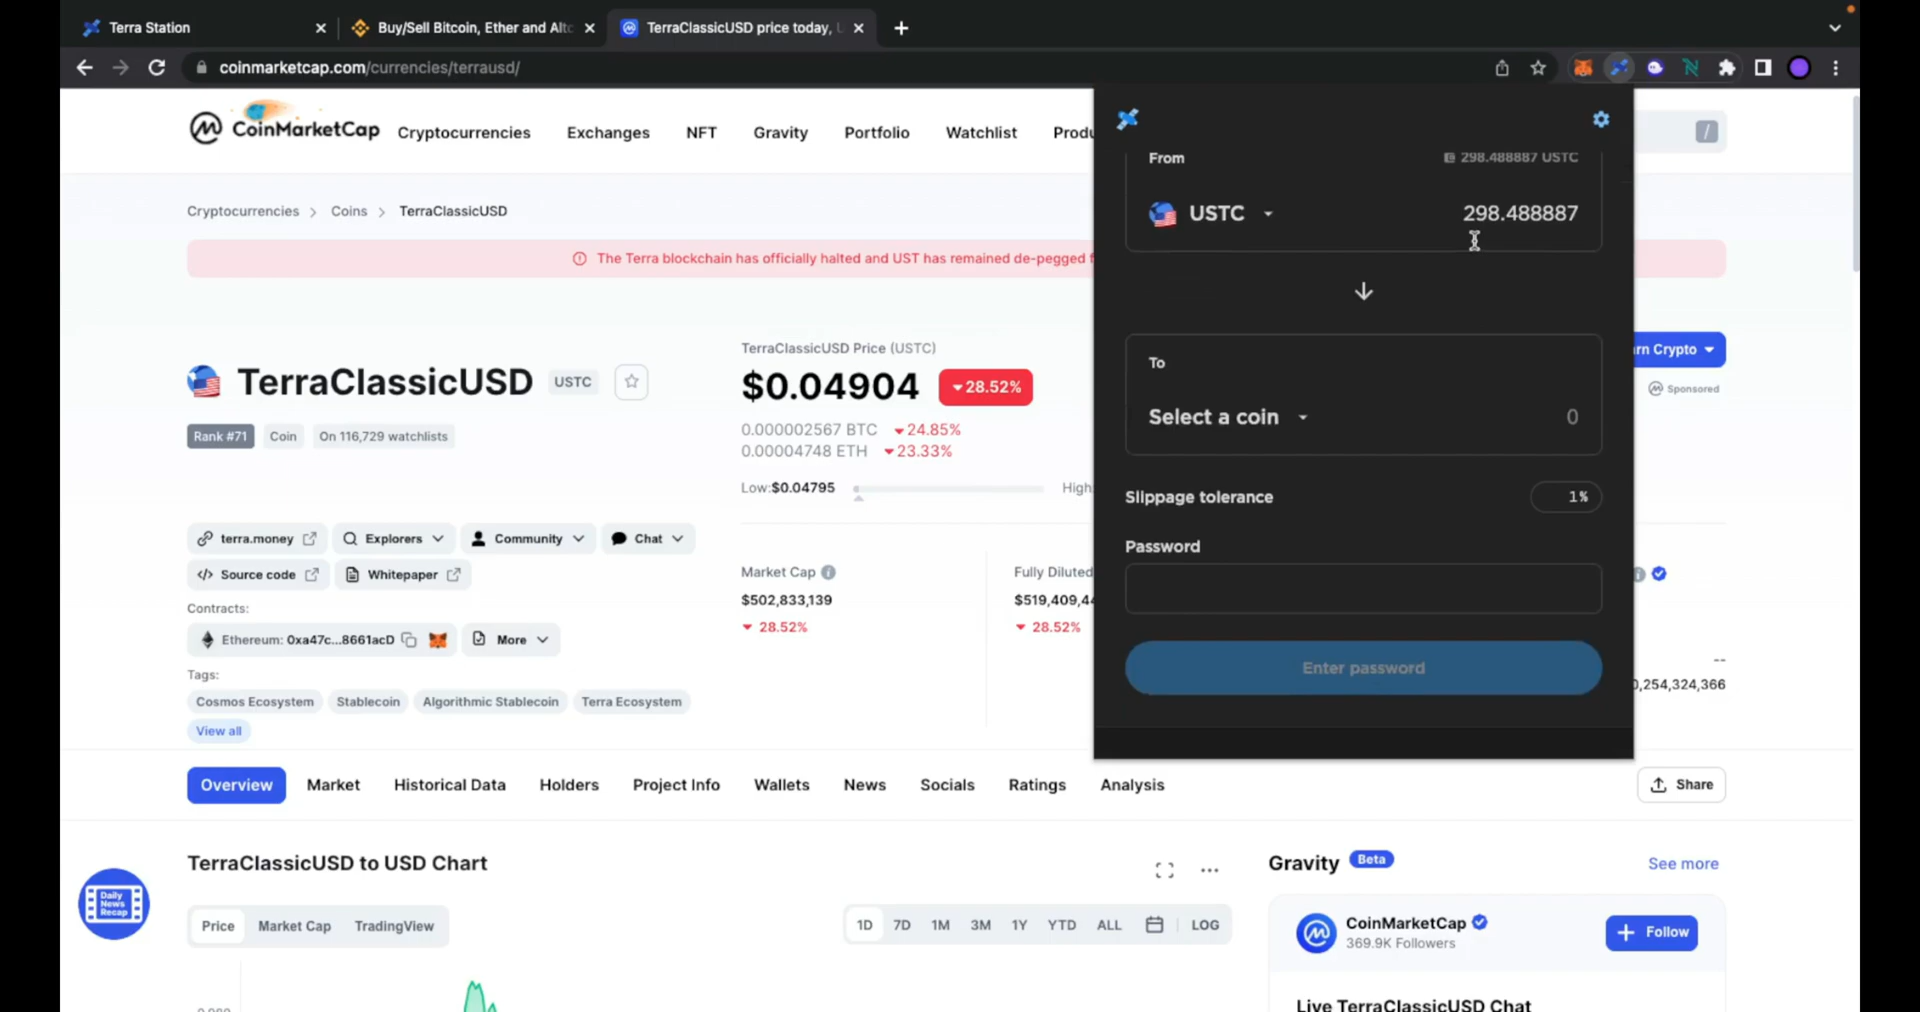 Terra Station
Buy/Sell Bitcoin, Ether and Altc
TerraClassicUSD price today, U
coinmarketcap.com/currencies/terrausd/
CoinMarketCap
Cryptocurrencies
Exchanges
NFT
Gravity
Portfolio
Watchlist
Produ
/
Cryptocurrencies > Coins > TerraClassicUSD
The Terra blockchain has officially halted and UST has remained de-pegged f
TerraClassicUSD
USTC
Rank #71
Coin
On 116,729 watchlists
terra.money
Explorers
Community
Chat
Source code
Whitepaper
Contracts:
Ethereum: 0xa47c...8661acD
More
Tags:
Cosmos Ecosystem
Stablecoin
Algorithmic Stablecoin
Terra Ecosystem
View all
TerraClassicUSD Price (USTC)
$0.04904
28.52%
0.000002567 BTC
24.85%
0.00004748 ETH
23.33%
Low:$0.04795
High:
Market Cap
$502,833,139
28.52%
Fully Diluted
$519,409,44
28.52%
From
298.488887 USTC
USTC
298.488887
To
Select a coin
0
Slippage tolerance
1%
Password
Enter password
rn Crypto
Sponsored
--
0,254,324,366
Overview
Market
Historical Data
Holders
Project Info
Wallets
News
Socials
Ratings
Analysis
Share
TerraClassicUSD to USD Chart
Price
Market Cap
TradingView
1D
7D
1M
3M
1Y
YTD
ALL
LOG
Daily
News
Recap
Gravity
Beta
See more
CoinMarketCap
369.9K Followers
+ Follow
Live TerraClassicUSD Chat